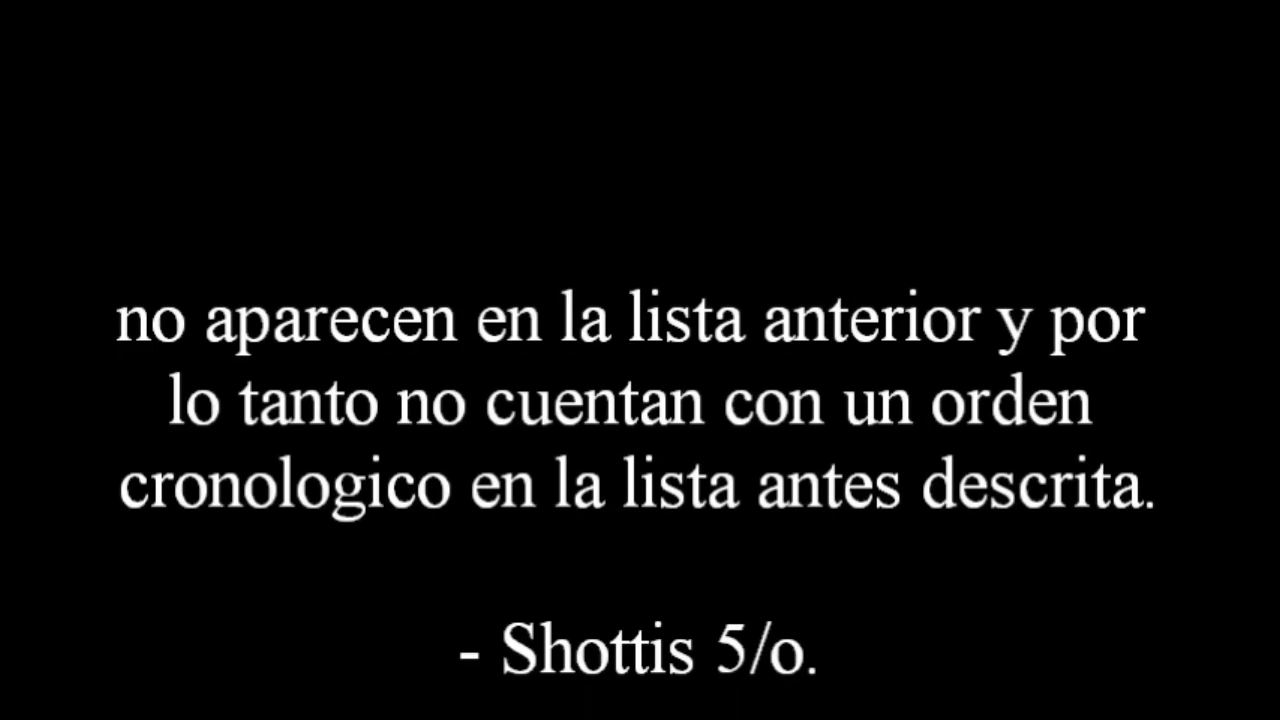 no aparecen en la lista anterior y por
lo tanto no cuentan con un orden
cronologico en la lista antes descrita.
- Shottis 5/o.